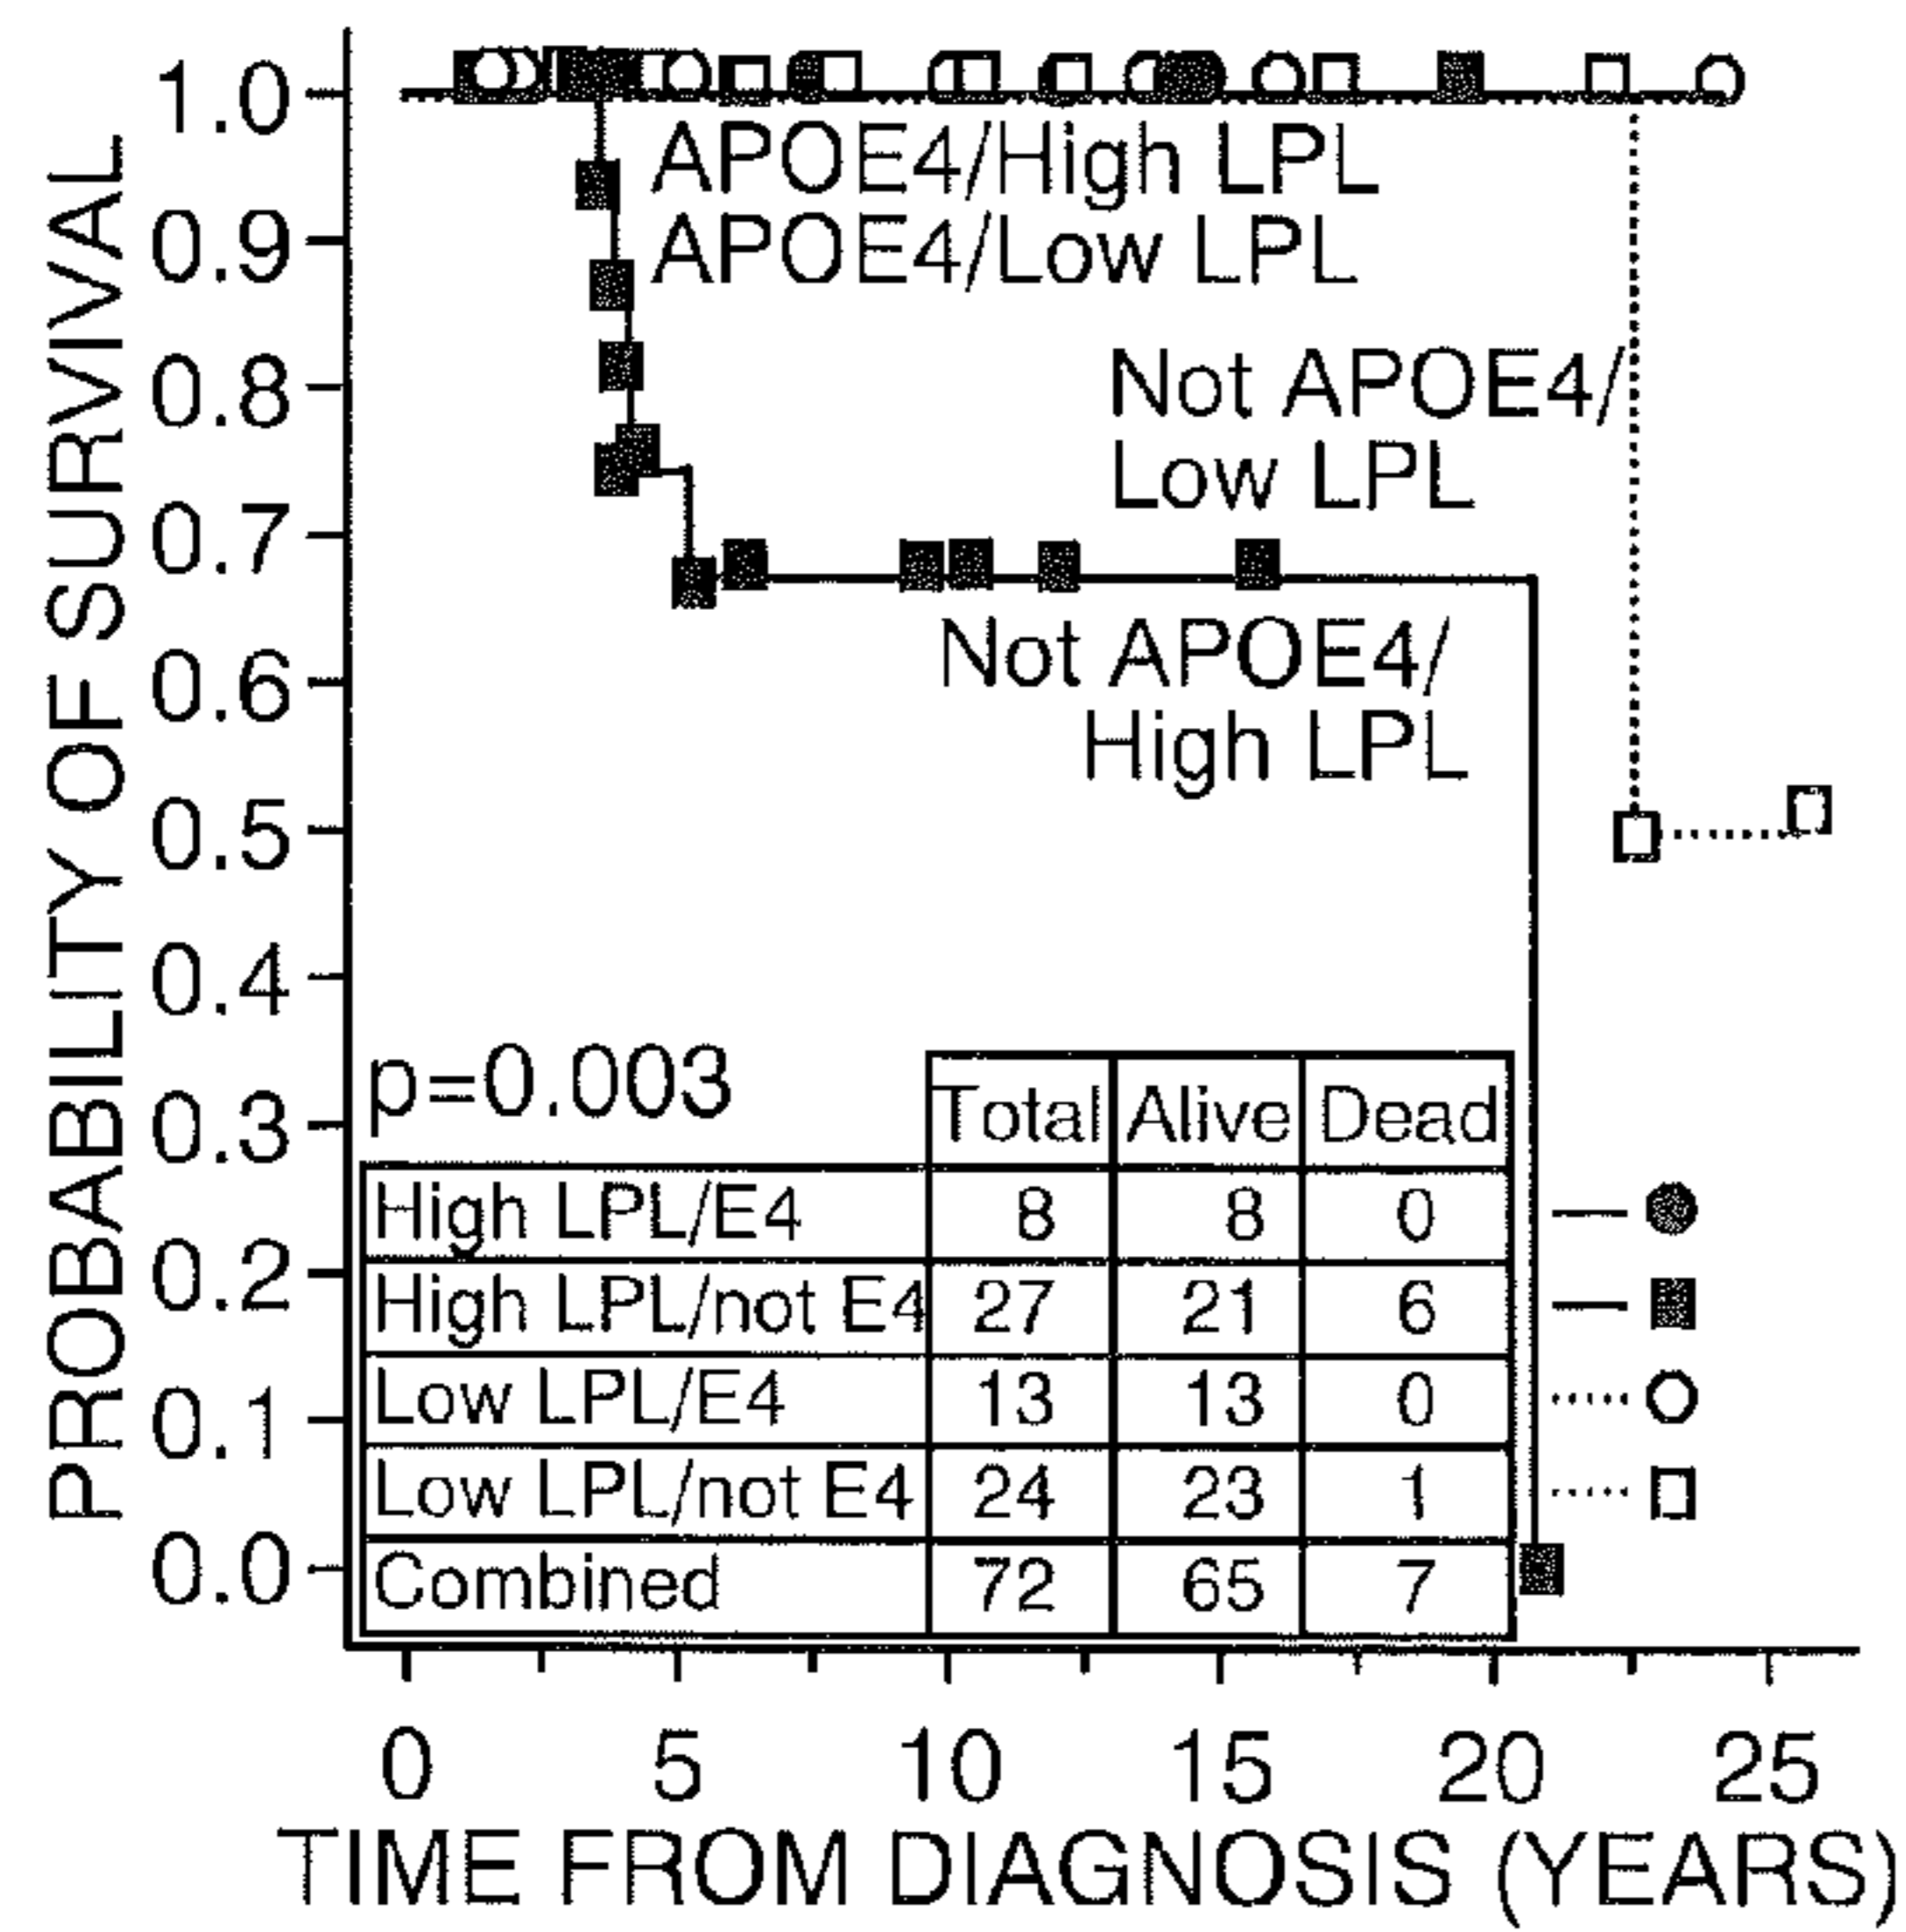 PROBABILITY OF SURVIVAL
1.0
0.9
0.8
0.7
0.6
0.5
0.4
0.3
0.2
0.1
0.0
APOE4/High LPL
APOE4/Low LPL
Not APOE4/
Low LPL
Not APOE4/
High LPL
p=0.003
Total Alive Dead
High LPL/E4 8 8 0
High LPL/not E4 27 21 6
Low LPL/E4 13 13 0
Low LPL/not E4 24 23 1
Combined 72 65 7
0 5 10 15 20 25
TIME FROM DIAGNOSIS (YEARS)